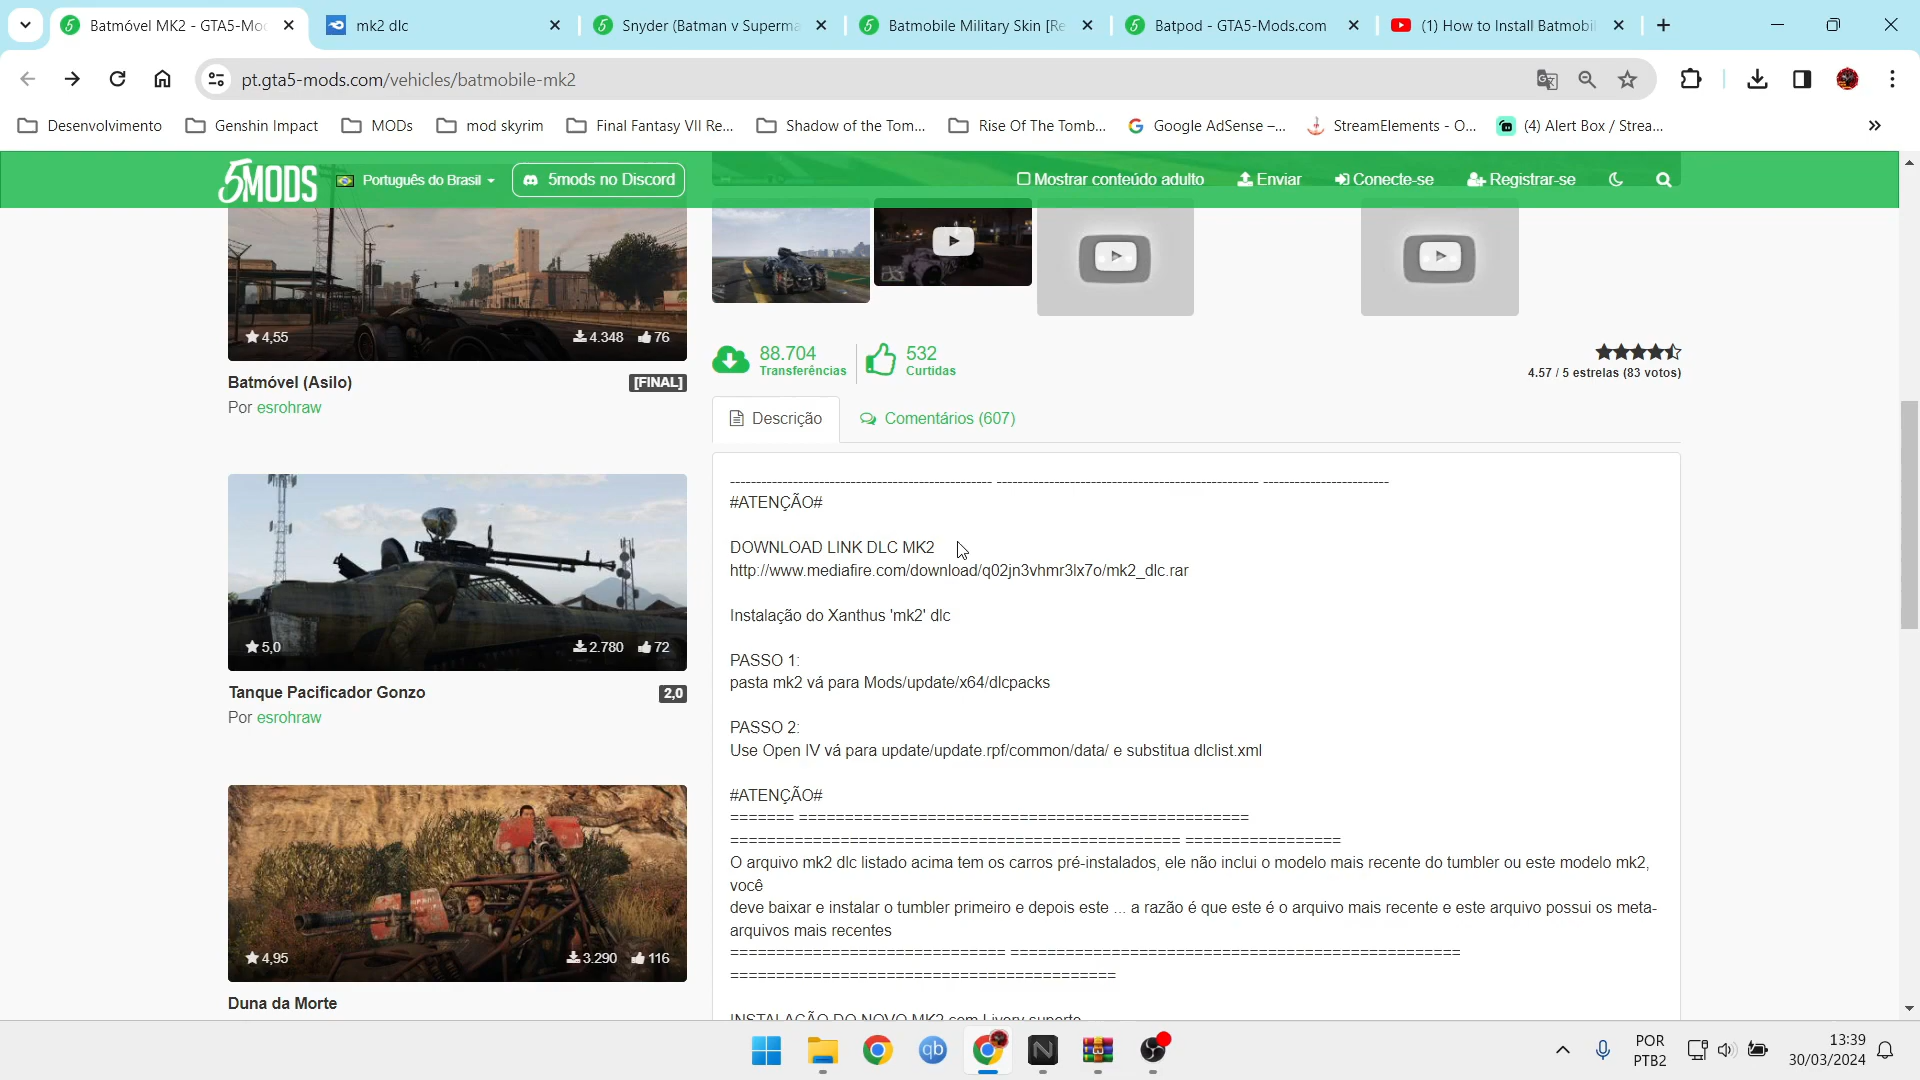 Batmóvel MK2 - GTA5-Mo
mk2 dlc
Snyder (Batman v Superma
Batmobile Military Skin [Re
Batpod - GTA5-Mods.com
(1) How to Install Batmobil
pt.gta5-mods.com/vehicles/batmobile-mk2
Desenvolvimento
Genshin Impact
MODs
mod skyrim
Final Fantasy VII Re...
Shadow of the Tom...
Rise Of The Tomb...
Google AdSense –...
StreamElements - O...
(4) Alert Box / Strea...
5MODS
Português do Brasil
5mods no Discord
Mostrar conteúdo adulto
Enviar
Conecte-se
Registrar-se
4,55
4.348
76
Batmóvel (Asilo)
[FINAL]
Por esrohraw
5,0
2.780
72
Tanque Pacificador Gonzo
2,0
Por esrohraw
4,95
3.290
116
Duna da Morte
88.704
Transferências
532
Curtidas
4.57 / 5 estrelas (83 votos)
Descrição
Comentários (607)
#ATENÇÃO#
DOWNLOAD LINK DLC MK2
http://www.mediafire.com/download/q02jn3vhmr3lx7o/mk2_dlc.rar
Instalação do Xanthus 'mk2' dlc
PASSO 1:
pasta mk2 vá para Mods/update/x64/dlcpacks
PASSO 2:
Use Open IV vá para update/update.rpf/common/data/ e substitua dlclist.xml
#ATENÇÃO#
O arquivo mk2 dlc listado acima tem os carros pré-instalados, ele não inclui o modelo mais recente do tumbler ou este modelo mk2,
você
deve baixar e instalar o tumbler primeiro e depois este ... a razão é que este é o arquivo mais recente e este arquivo possui os meta-
arquivos mais recentes
INSTALAÇÃO DO NOVO MK2 com Livery suporte
qb
POR
PTB2
13:39
30/03/2024